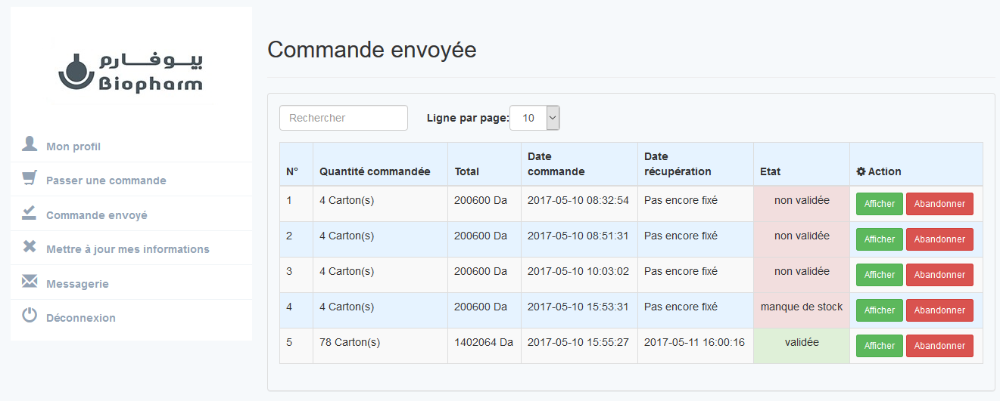 بيوفارم
Biopharm
Mon profil
Passer une commande
Commande envoyé
Mettre à jour mes informations
Messagerie
Déconnexion
Commande envoyée
Rechercher Ligne par page: 10
N° Quantité commandée Total Date commande Date récupération Etat Action
1 4 Carton(s) 200600 Da 2017-05-10 08:32:54 Pas encore fixé non validée Afficher Abandonner
2 4 Carton(s) 200600 Da 2017-05-10 08:51:31 Pas encore fixé non validée Afficher Abandonner
3 4 Carton(s) 200600 Da 2017-05-10 10:03:02 Pas encore fixé non validée Afficher Abandonner
4 4 Carton(s) 200600 Da 2017-05-10 15:53:31 Pas encore fixé manque de stock Afficher Abandonner
5 78 Carton(s) 1402064 Da 2017-05-10 15:55:27 2017-05-11 16:00:16 validée Afficher Abandonner